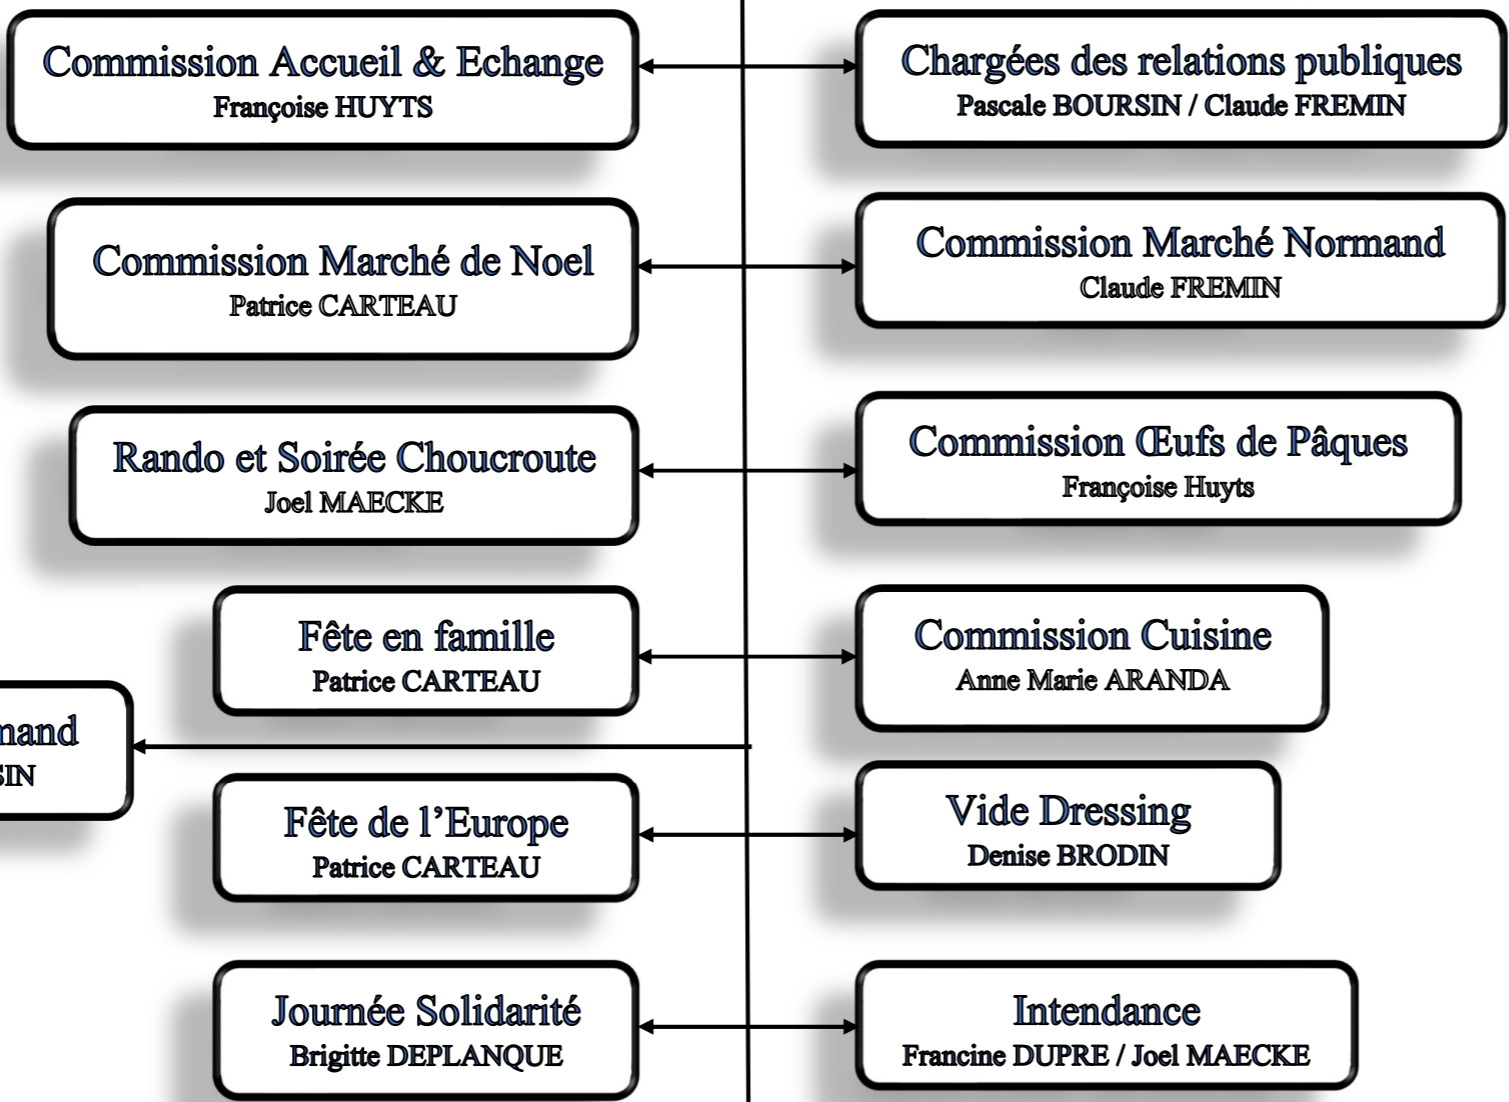 Commission Accueil & Echange
Françoise HUYTS
Chargées des relations publiques
Pascale BOURSIN / Claude FREMIN
Commission Marché de Noel
Patrice CARTEAU
Commission Marché Normand
Claude FREMIN
Rando et Soirée Choucroute
Joel MAECKE
Commission Œufs de Pâques
Françoise Huyts
Fête en famille
Patrice CARTEAU
Commission Cuisine
Anne Marie ARANDA
Fête de l’Europe
Patrice CARTEAU
Vide Dressing
Denise BRODIN
Journée Solidarité
Brigitte DEPLANQUE
Intendance
Francine DUPRE / Joel MAECKE